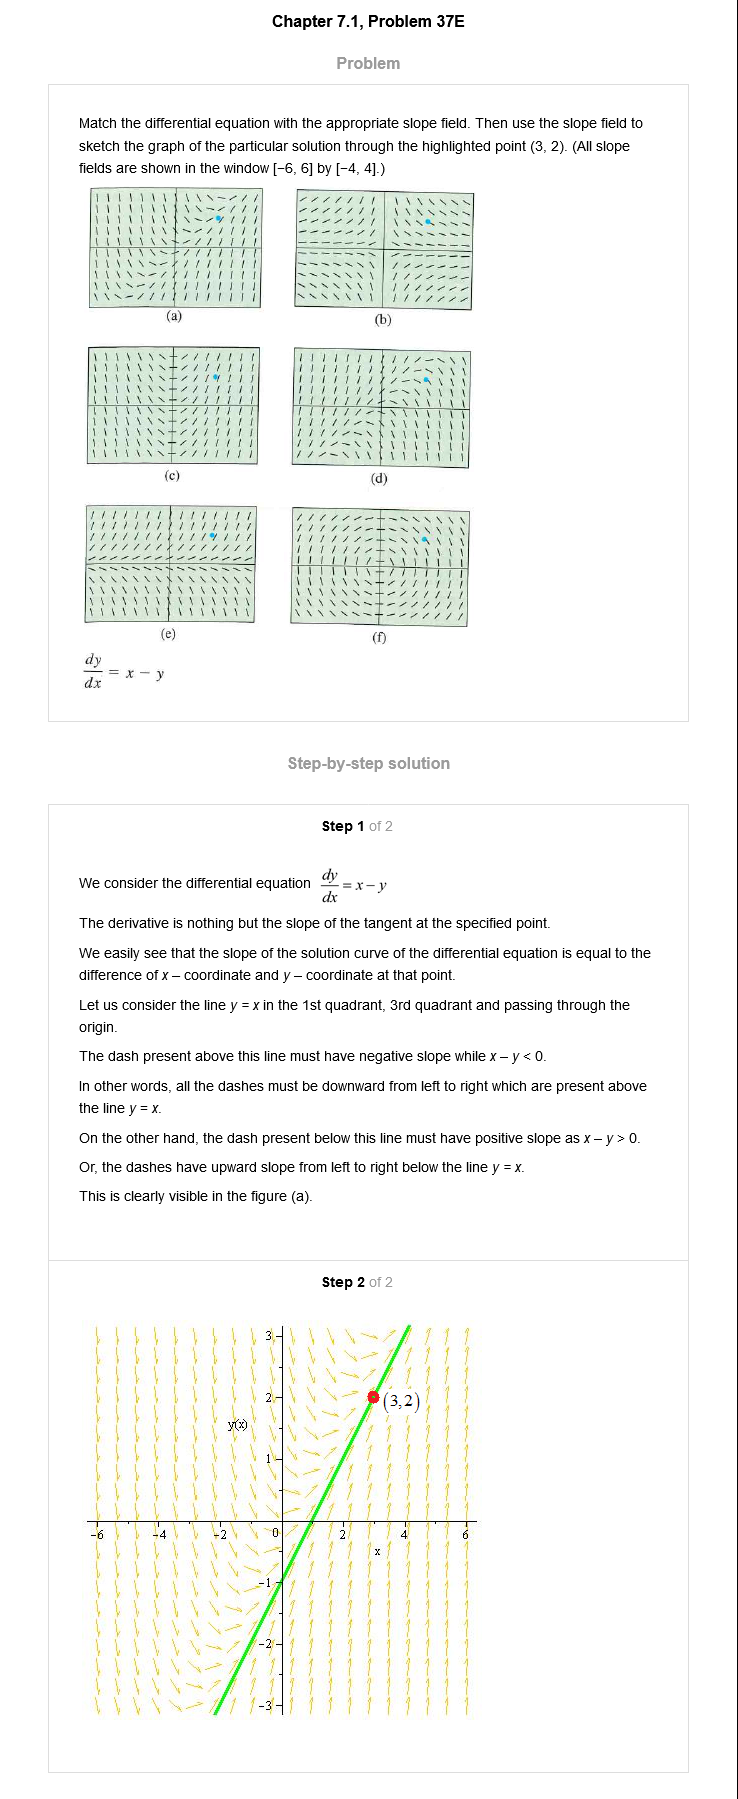 Chapter 7.1, Problem 37E
Problem
Match the differential equation with the appropriate slope field. Then use the slope field to
sketch the graph of the particular solution through the highlighted point (3, 2). (All slope
fields are shown in the window [−6, 6] by [−4, 4].)
(a)
(b)
(c)
(d)
(e)
(f)
dy/dx = x − y
Step-by-step solution
Step 1 of 2
We consider the differential equation dy/dx = x − y
The derivative is nothing but the slope of the tangent at the specified point.
We easily see that the slope of the solution curve of the differential equation is equal to the
difference of x – coordinate and y – coordinate at that point.
Let us consider the line y = x in the 1st quadrant, 3rd quadrant and passing through the
origin.
The dash present above this line must have negative slope while x – y < 0.
In other words, all the dashes must be downward from left to right which are present above
the line y = x.
On the other hand, the dash present below this line must have positive slope as x – y > 0.
Or, the dashes have upward slope from left to right below the line y = x.
This is clearly visible in the figure (a).
Step 2 of 2
3
2
(3,2)
y(x)
1
-6 -4 -2 0 2 4 6
x
-1
-2
-3